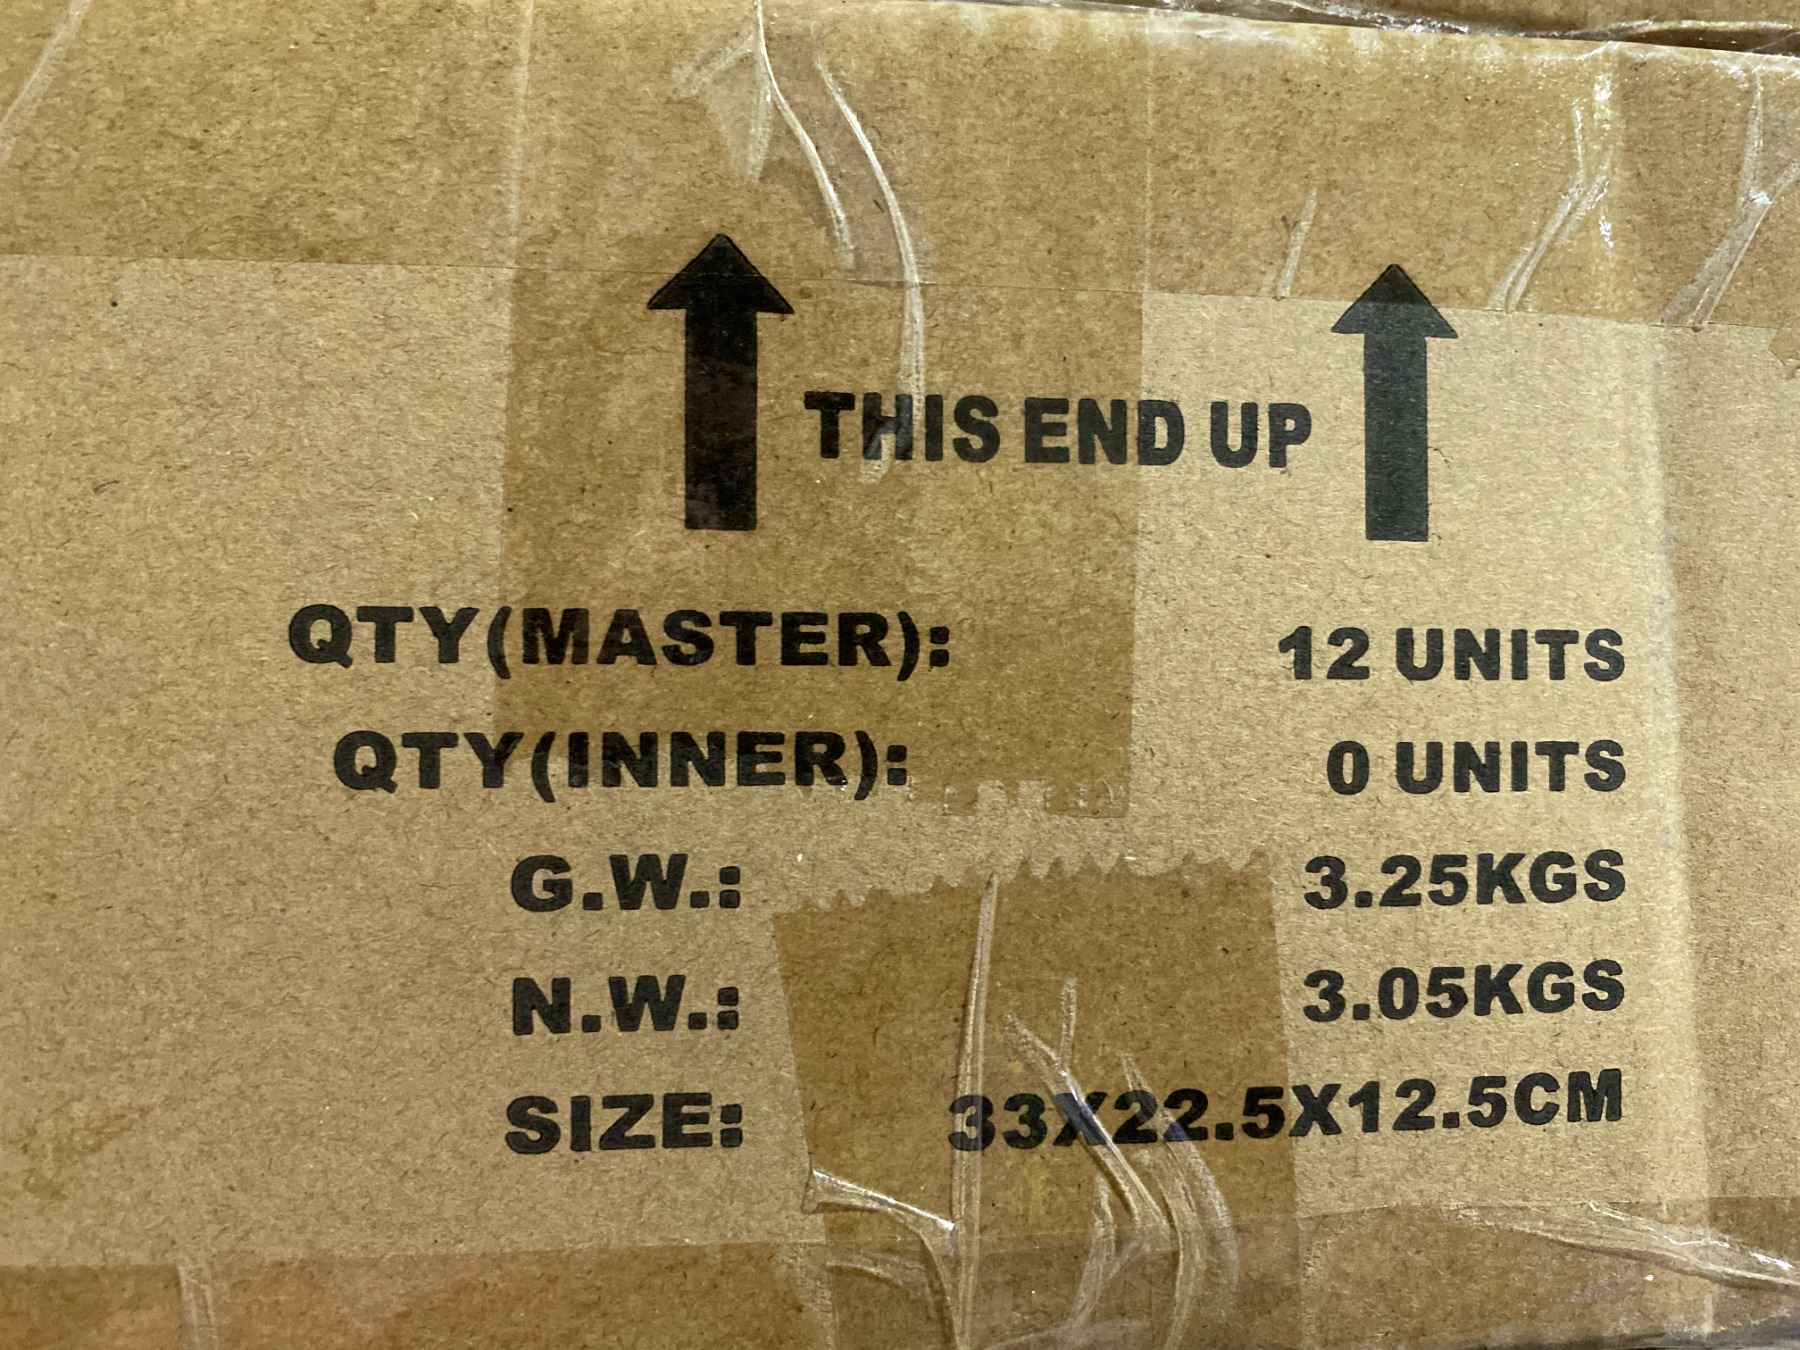 THIS END UP
QTY(MASTER): 12 UNITS
QTY(INNER): 0 UNITS
G.W.: 3.25KGS
N.W.: 3.05KGS
SIZE: 33X22.5X12.5CM